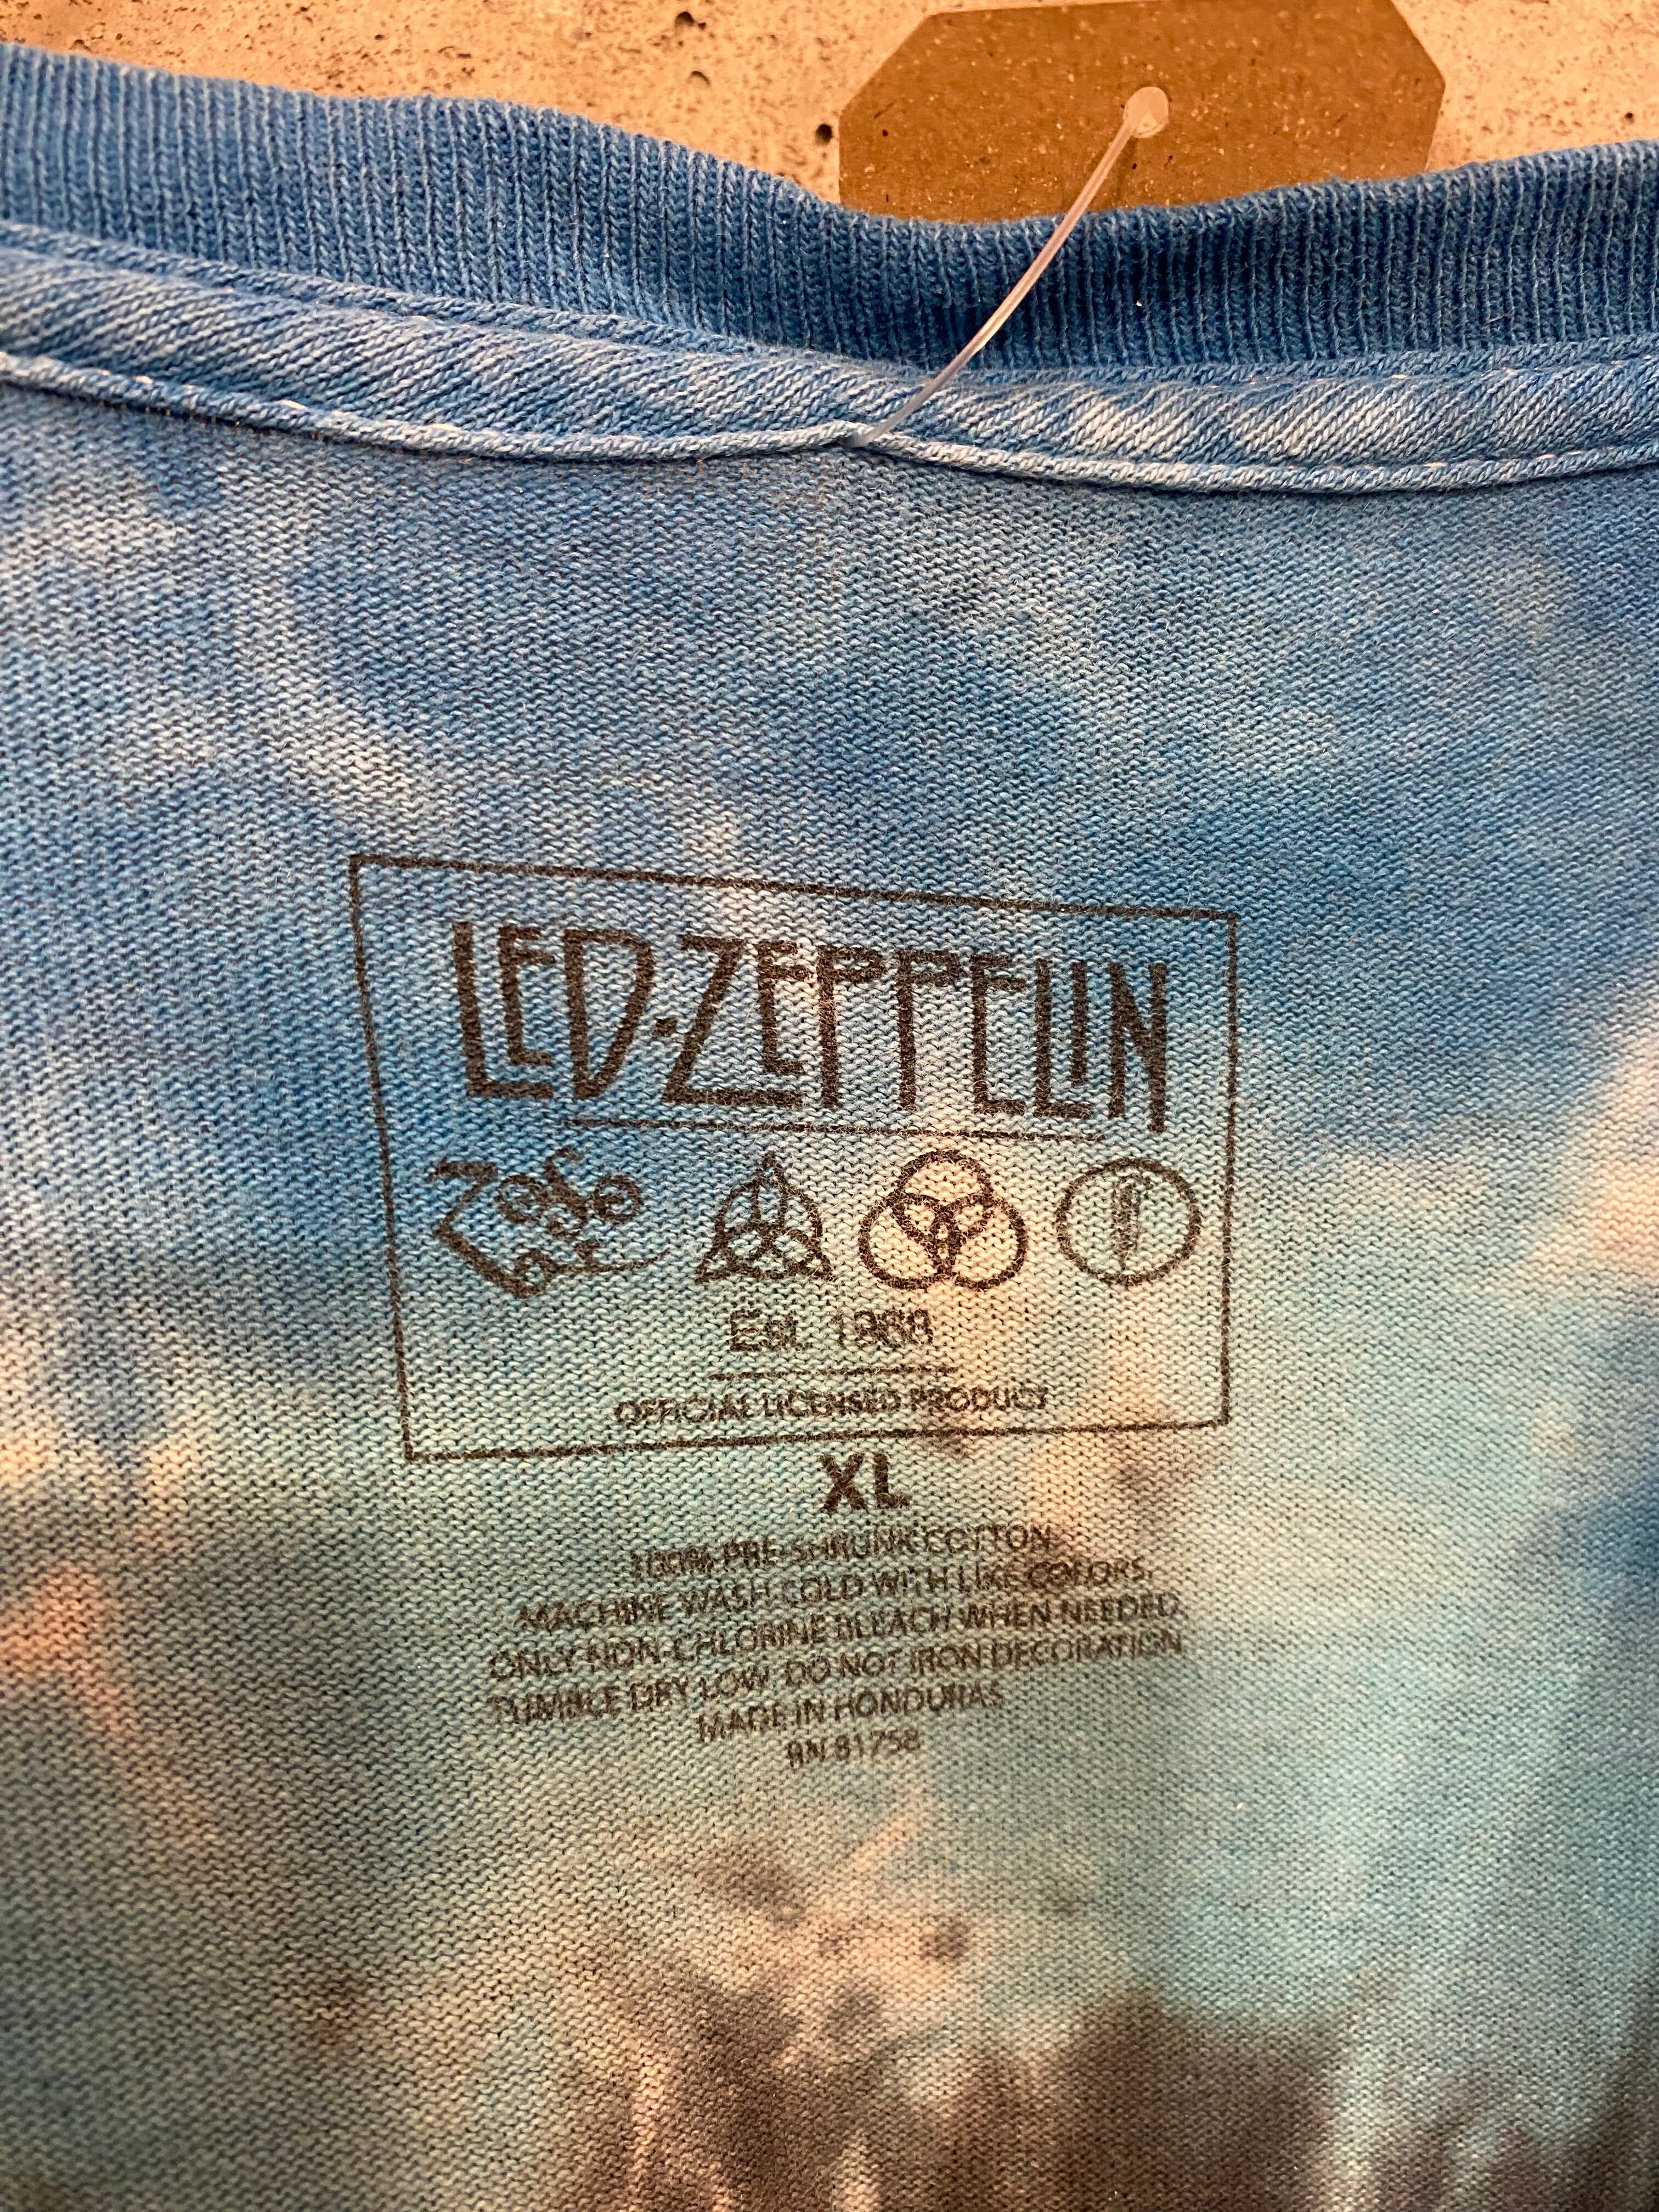 LED·ZEPPELIN
ZOSO
EST. 1968
OFFICIAL LICENSED PRODUCT
XL
100% PRE-SHRUNK COTTON
MACHINE WASH COLD WITH LIKE COLORS.
ONLY NON-CHLORINE BLEACH WHEN NEEDED.
TUMBLE DRY LOW. DO NOT IRON DECORATION.
MADE IN HONDURAS
RN 81758